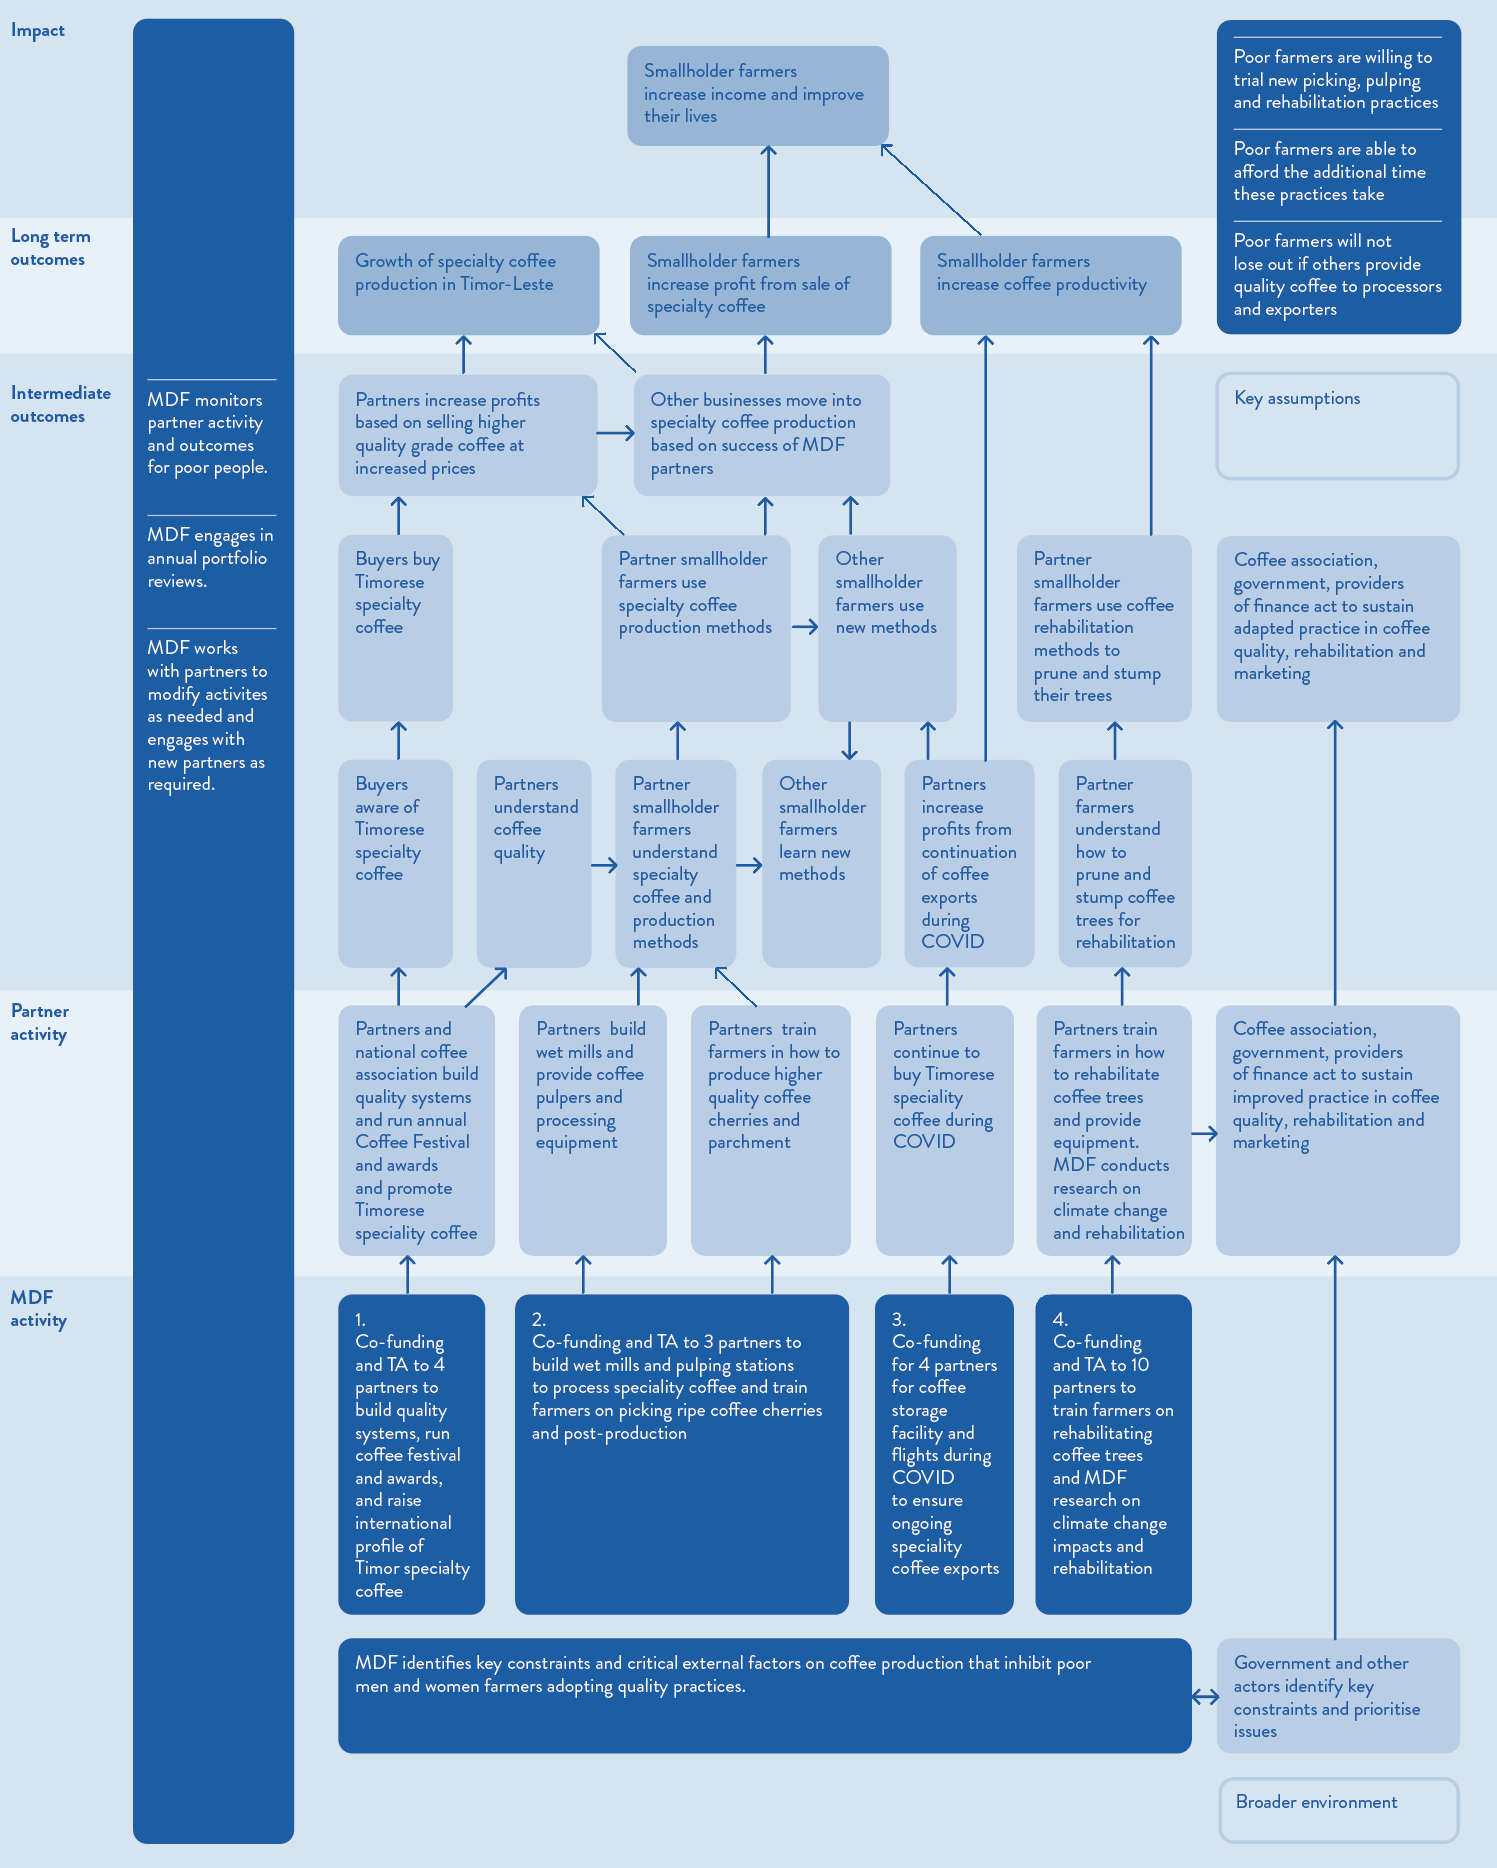 Impact
Smallholder farmers
increase income and improve
their lives
Poor farmers are willing to
trial new picking, pulping
and rehabilitation practices
Poor farmers are able to
afford the additional time
these practices take
Poor farmers will not
lose out if others provide
quality coffee to processors
and exporters
Long term
outcomes
Growth of specialty coffee
production in Timor-Leste
Smallholder farmers
increase profit from sale of
specialty coffee
Smallholder farmers
increase coffee productivity
Intermediate
outcomes
MDF monitors
partner activity
and outcomes
for poor people.
MDF engages in
annual portfolio
reviews.
MDF works
with partners to
modify activites
as needed and
engages with
new partners as
required.
Partners increase profits
based on selling higher
quality grade coffee at
increased prices
Other businesses move into
specialty coffee production
based on success of MDF
partners
Key assumptions
Buyers buy
Timorese
specialty
coffee
Partner smallholder
farmers use
specialty coffee
production methods
Other
smallholder
farmers use
new methods
Partner
smallholder
farmers use coffee
rehabilitation
methods to
prune and stump
their trees
Coffee association,
government, providers
of finance act to sustain
adapted practice in coffee
quality, rehabilitation and
marketing
Buyers
aware of
Timorese
specialty
coffee
Partners
understand
coffee
quality
Partner
smallholder
farmers
understand
specialty
coffee and
production
methods
Other
smallholder
farmers
learn new
methods
Partners
increase
profits from
continuation
of coffee
exports
during
COVID
Partner
farmers
understand
how to
prune and
stump coffee
trees for
rehabilitation
Partner
activity
Partners and
national coffee
association build
quality systems
and run annual
Coffee Festival
and awards
and promote
Timorese
speciality coffee
Partners build
wet mills and
provide coffee
pulpers and
processing
equipment
Partners train
farmers in how to
produce higher
quality coffee
cherries and
parchment
Partners
continue to
buy Timorese
speciality
coffee during
COVID
Partners train
farmers in how
to rehabilitate
coffee trees
and provide
equipment.
MDF conducts
research on
climate change
and rehabilitation
Coffee association,
government, providers
of finance act to sustain
improved practice in coffee
quality, rehabilitation and
marketing
MDF
activity
1.
Co-funding
and TA to 4
partners to
build quality
systems, run
coffee festival
and awards,
and raise
international
profile of
Timor specialty
coffee
2.
Co-funding and TA to 3 partners to
build wet mills and pulping stations
to process speciality coffee and train
farmers on picking ripe coffee cherries
and post-production
3.
Co-funding
for 4 partners
for coffee
storage
facility and
flights during
COVID
to ensure
ongoing
speciality
coffee exports
4.
Co-funding
and TA to 10
partners to
train farmers on
rehabilitating
coffee trees
and MDF
research on
climate change
impacts and
rehabilitation
MDF identifies key constraints and critical external factors on coffee production that inhibit poor
men and women farmers adopting quality practices.
Government and other
actors identify key
constraints and prioritise
issues
Broader environment